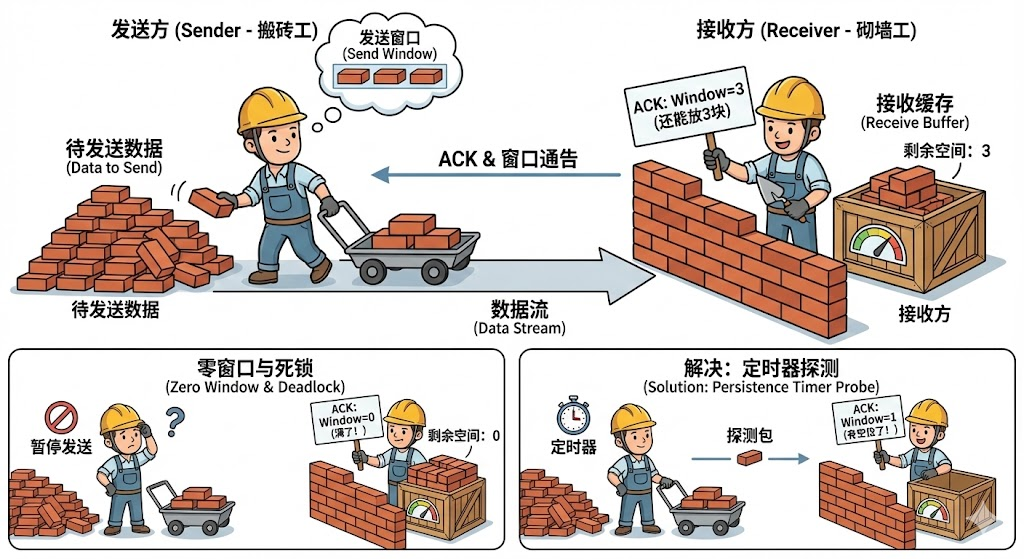 发送方 (Sender - 搬砖工)
发送窗口
(Send Window)
接收方 (Receiver - 砌墙工)
ACK: Window=3
(还能放3块)
接收缓存
(Receive Buffer)
剩余空间：3
待发送数据
(Data to Send)
ACK & 窗口通告
待发送数据
数据流
(Data Stream)
接收方
零窗口与死锁
(Zero Window & Deadlock)
暂停发送
?
ACK:
Window=0
(满了！)
剩余空间：0
解决：定时器探测
(Solution: Persistence Timer Probe)
定时器
探测包
ACK:
Window=1